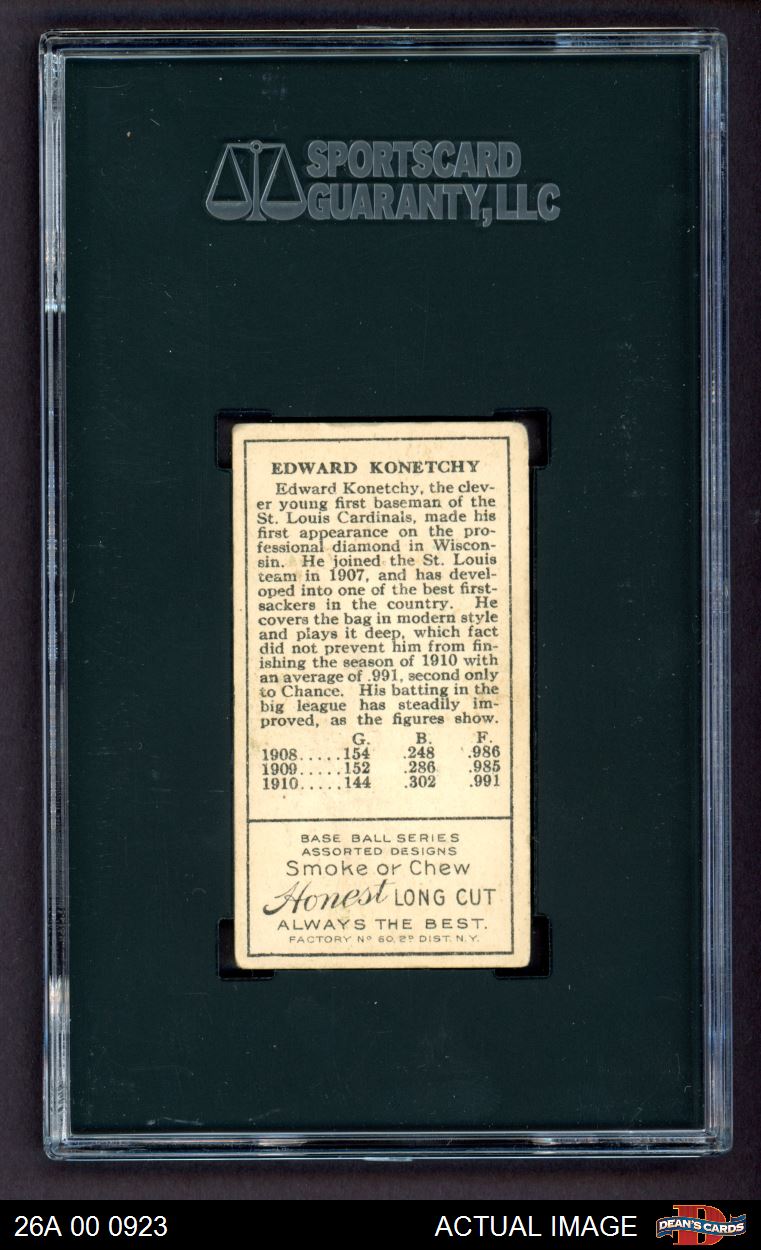 SPORTSCARD
GUARANTY, LLC
EDWARD KONETCHY
Edward Konetchy, the clev-
er young first baseman of the
St. Louis Cardinals, made his
first appearance on the pro-
fessional diamond in Wiscon-
sin. He joined the St. Louis
team in 1907, and has devel-
oped into one of the best first-
sackers in the country. He
covers the bag in modern style
and plays it deep, which fact
did not prevent him from fin-
ishing the season of 1910 with
an average of .991, second only
to Chance. His batting in the
big league has steadily im-
proved, as the figures show.
G. B. F.
1908.....154 .248 .986
1909.....152 .286 .985
1910.....144 .302 .991
BASE BALL SERIES
ASSORTED DESIGNS
Smoke or Chew
Honest LONG CUT
ALWAYS THE BEST.
FACTORY Nº 60, 2D DIST. N.Y.
26A 00 0923
ACTUAL IMAGE
DEAN'S CARDS